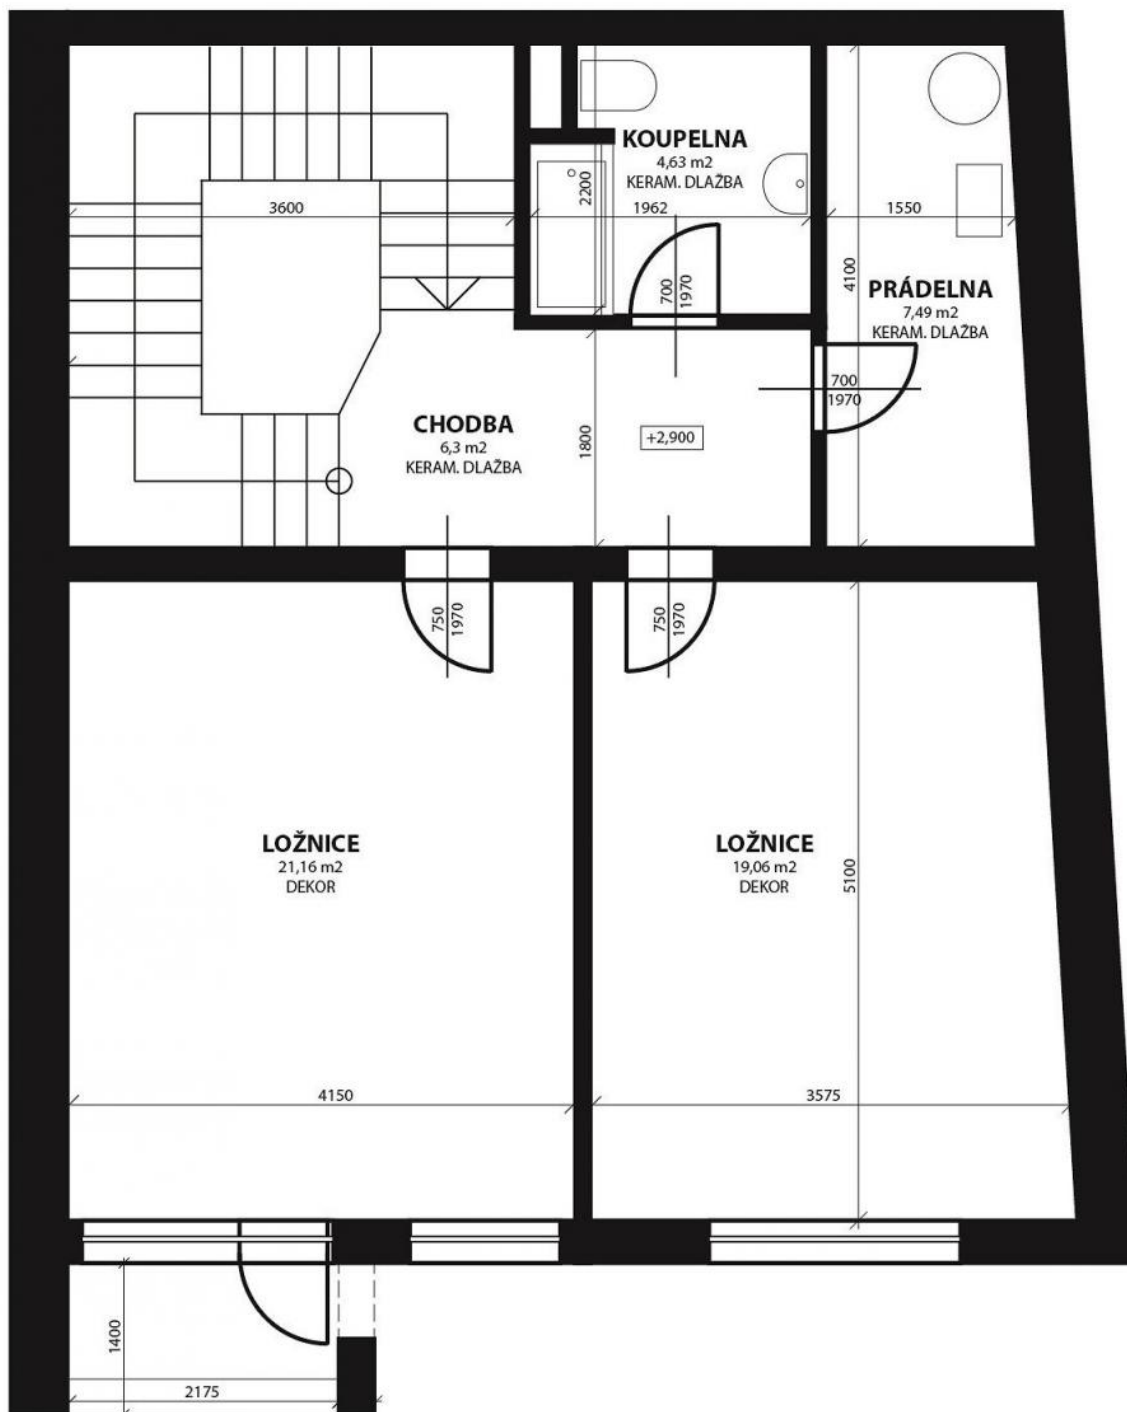 KOUPELNA
4,63 m2
KERAM. DLAŽBA
2200
3600
1962
1550
700
1970
4100
PRÁDELNA
7,49 m2
KERAM. DLAŽBA
700
1970
CHODBA
6,3 m2
KERAM. DLAŽBA
1800
+2,900
750
1970
750
1970
LOŽNICE
21,16 m2
DEKOR
LOŽNICE
19,06 m2
DEKOR
5100
4150
3575
1400
2175